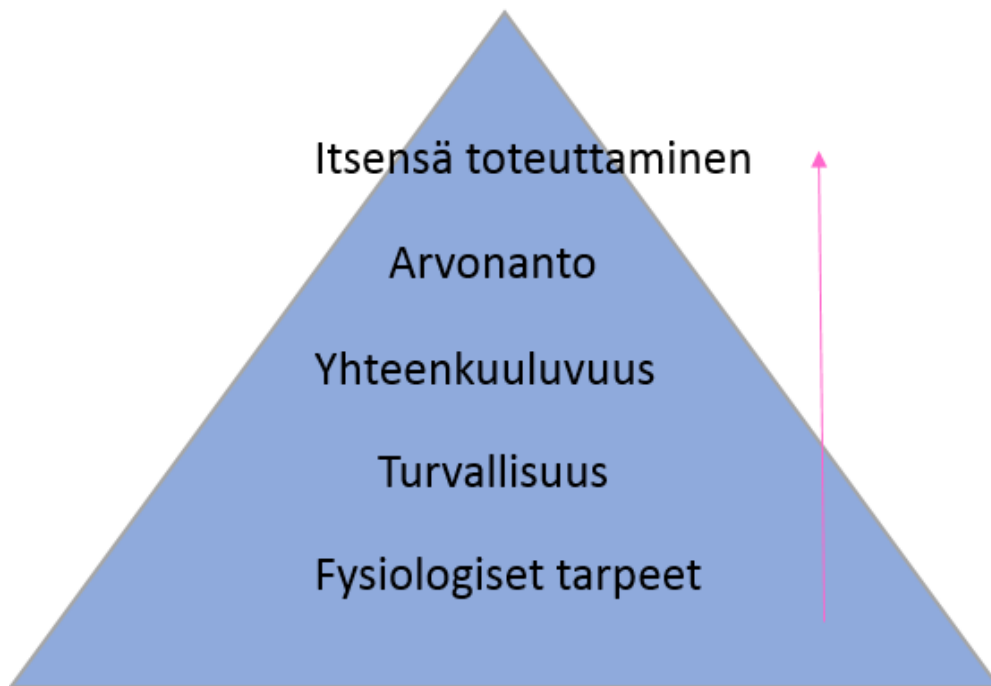 Itsensä toteuttaminen
Arvonanto
Yhteenkuuluvuus
Turvallisuus
Fysiologiset tarpeet